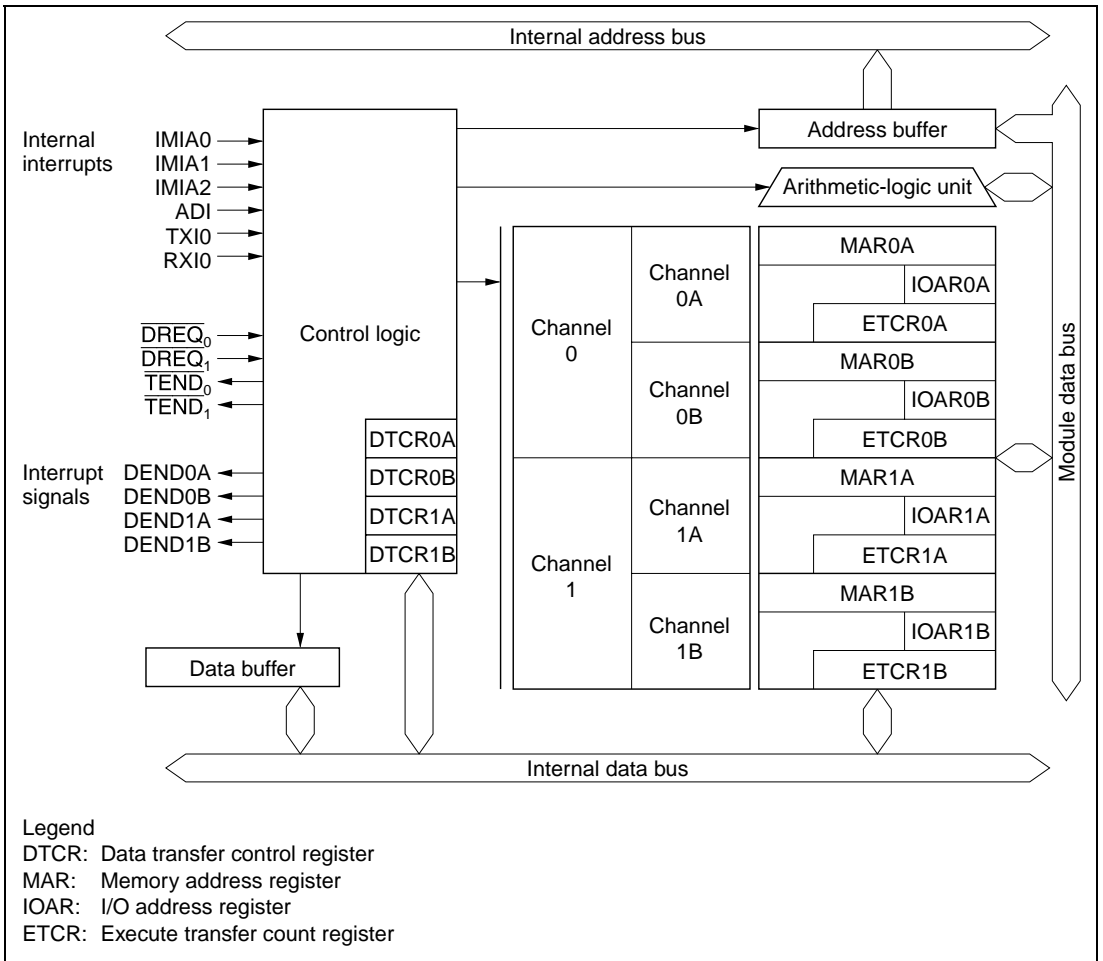 Internal address bus
Internal
interrupts
IMIA0
IMIA1
IMIA2
ADI
TXI0
RXI0
DREQ0
DREQ1
TEND0
TEND1
Interrupt
signals
DEND0A
DEND0B
DEND1A
DEND1B
Control logic
DTCR0A
DTCR0B
DTCR1A
DTCR1B
Data buffer
Address buffer
Arithmetic-logic unit
Channel
0
Channel
0A
Channel
0B
Channel
1
Channel
1A
Channel
1B
MAR0A
IOAR0A
ETCR0A
MAR0B
IOAR0B
ETCR0B
MAR1A
IOAR1A
ETCR1A
MAR1B
IOAR1B
ETCR1B
Module data bus
Internal data bus
Legend
DTCR: Data transfer control register
MAR: Memory address register
IOAR: I/O address register
ETCR: Execute transfer count register